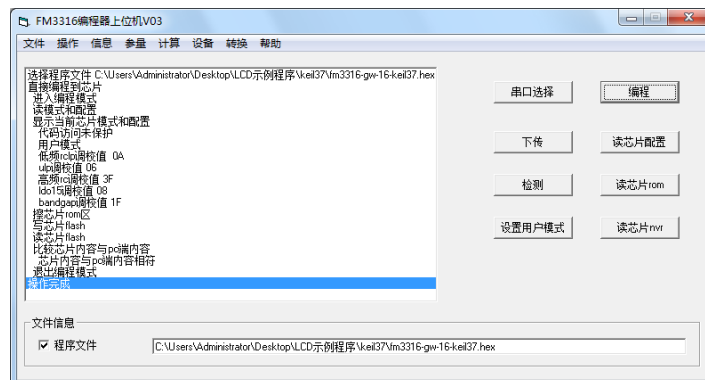 FM3316编程器上位机V03
文件 操作 信息 参量 计算 设备 转换 帮助
选择程序文件 C:\Users\Administrator\Desktop\LCD示例程序\keil37\fm3316-gw-16-keil37.hex
直接编程到芯片
进入编程模式
读模式和配置
显示当前芯片模式和配置
代码访问未保护
用户模式
低频rclp调校值 0A
ulp调校值 06
高频rc调校值 3F
ldo15调校值 08
bandgap调校值 1F
擦芯片rom区
写芯片flash
读芯片flash
比较芯片内容与pc端内容
芯片内容与pc端内容相符
退出编程模式
操作完成
串口选择 编程
下传 读芯片配置
检测 读芯片rom
设置用户模式 读芯片nvr
文件信息
程序文件 C:\Users\Administrator\Desktop\LCD示例程序\keil37\fm3316-gw-16-keil37.hex